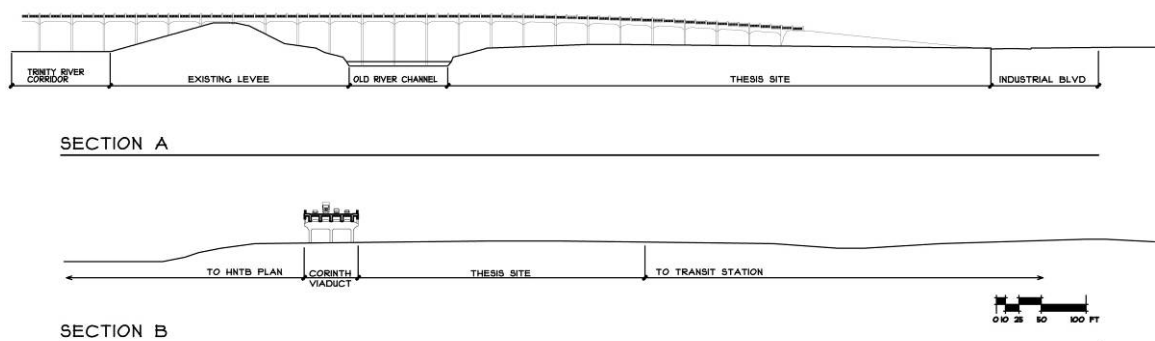 TRINITY RIVER
CORRIDOR
EXISTING LEVEE
OLD RIVER CHANNEL
THESIS SITE
INDUSTRIAL BLVD
SECTION A
TO HNTB PLAN
CORINTH
VIADUCT
THESIS SITE
TO TRANSIT STATION
0 10 25 50 100 FT
SECTION B